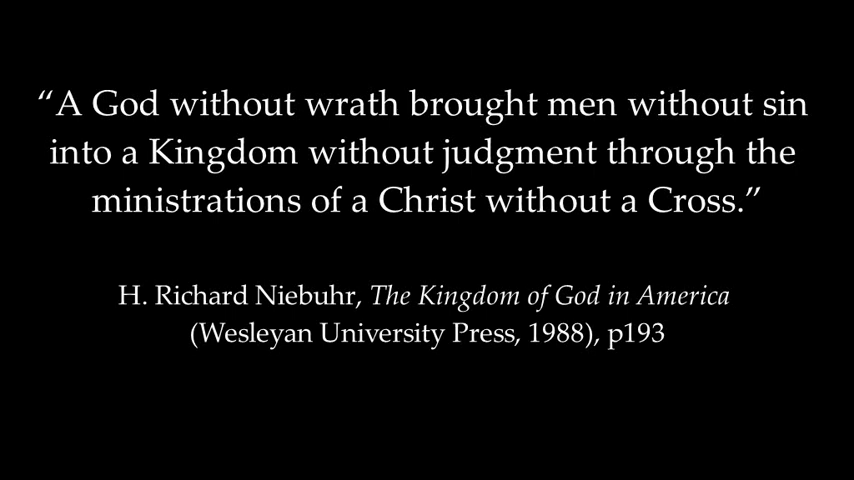 “A God without wrath brought men without sin
into a Kingdom without judgment through the
ministrations of a Christ without a Cross.”
H. Richard Niebuhr, The Kingdom of God in America
(Wesleyan University Press, 1988), p193